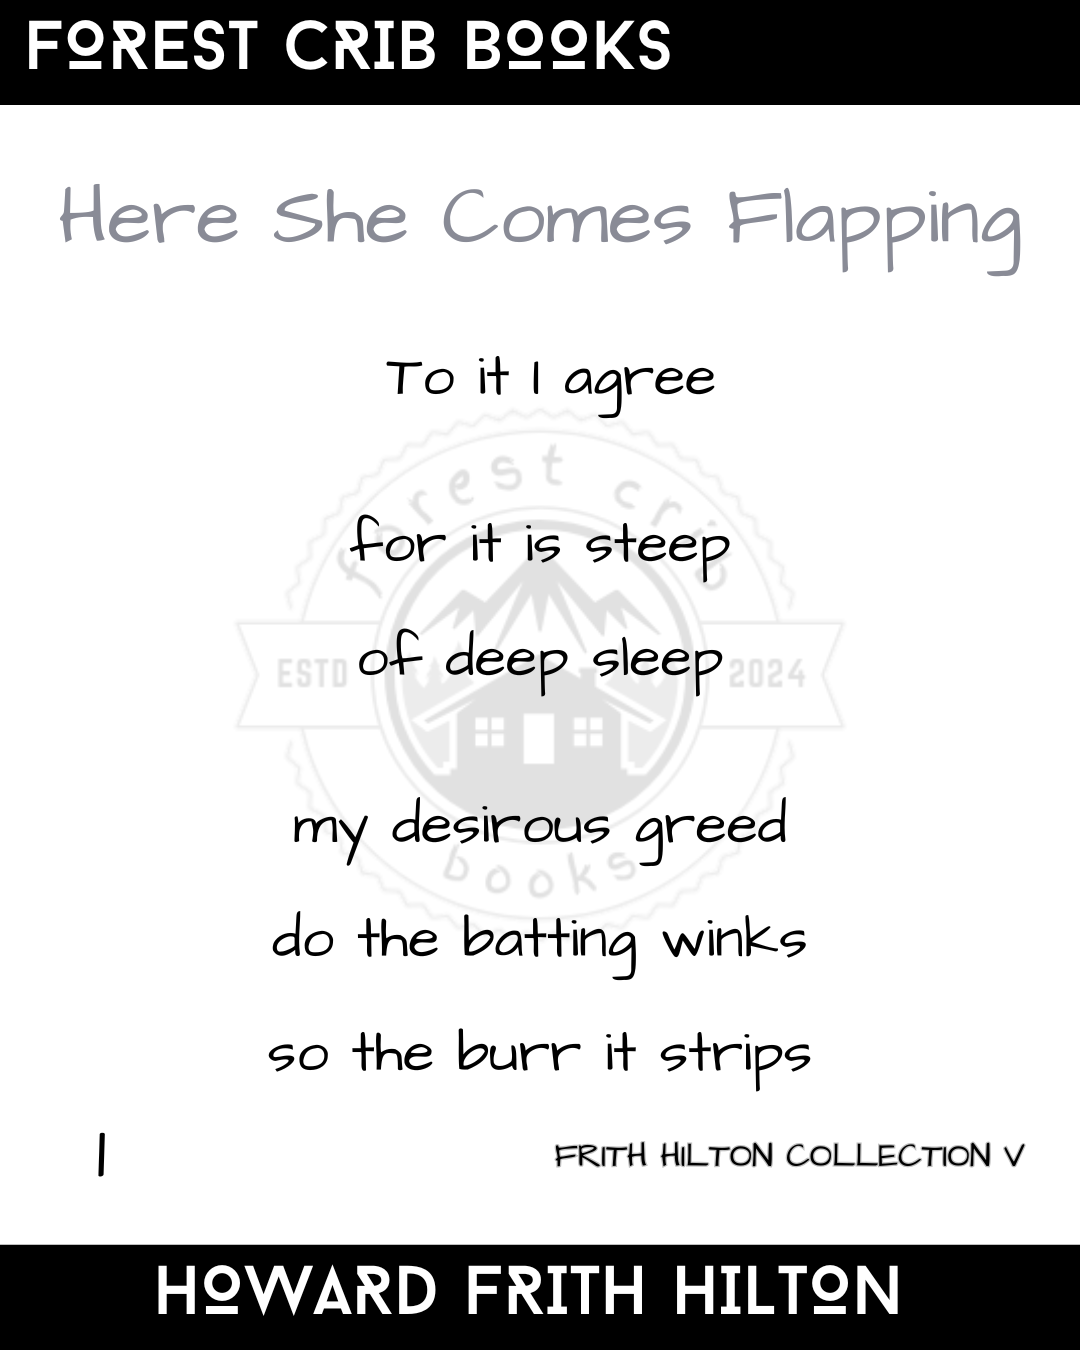 FOREST CRIB BOOKS
Here She Comes Flapping
To it I agree
forest crib
for it is steep
of deep sleep
ESTD 2024
my desirous greed
books
do the batting winks
so the burr it strips
1 FRITH HILTON COLLECTION V
HOWARD FRITH HILTON